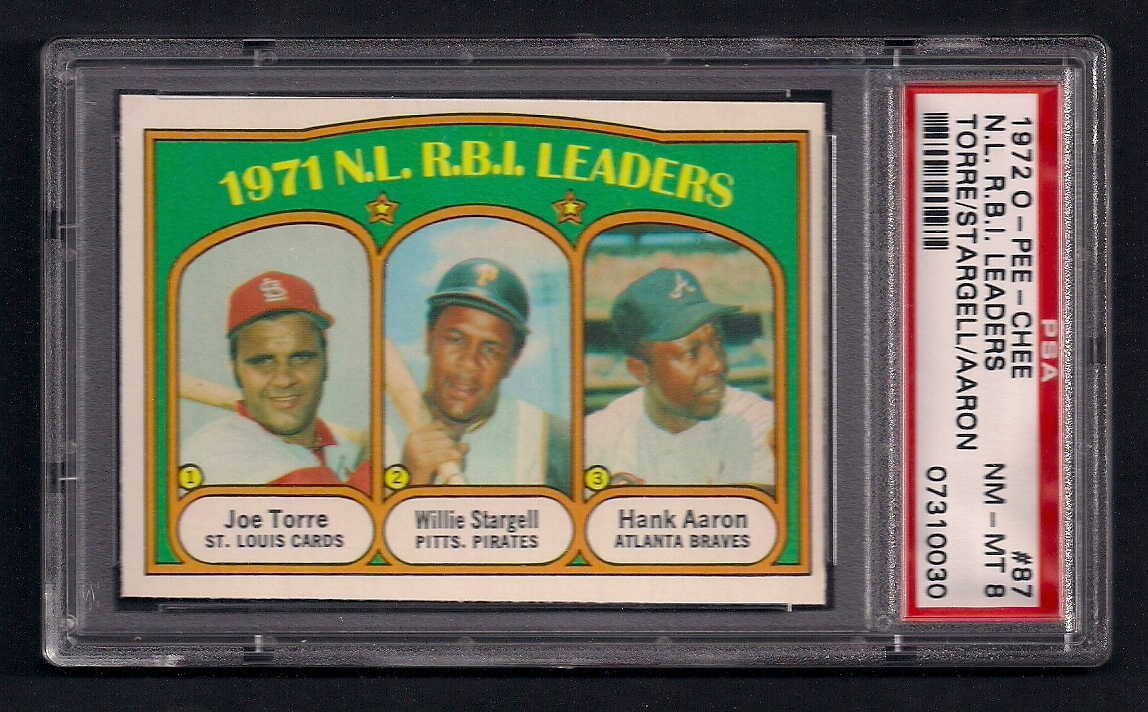 1971 N.L. R.B.I. LEADERS
1
Joe Torre
ST. LOUIS CARDS
2
P
Willie Stargell
PITTS. PIRATES
3
A
Hank Aaron
ATLANTA BRAVES
PSA
1972 O-PEE-CHEE #87
N.L. R.B.I. LEADERS NM-MT 8
TORRE/STARGELL/AARON
07310030